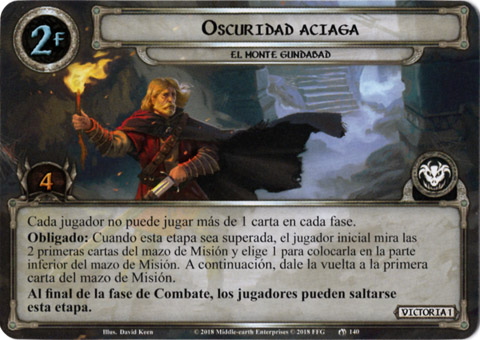 2F
OSCURIDAD ACIAGA
EL MONTE GUNDABAD
4
Cada jugador no puede jugar más de 1 carta en cada fase.
Obligado: Cuando esta etapa sea superada, el jugador inicial mira las
2 primeras cartas del mazo de Misión y elige 1 para colocarla en la parte
inferior del mazo de Misión. A continuación, dale la vuelta a la primera
carta del mazo de Misión.
Al final de la fase de Combate, los jugadores pueden saltarse
esta etapa.
VICTORIA 1
Illus. David Keen
© 2018 Middle-earth Enterprises © 2018 FFG
140